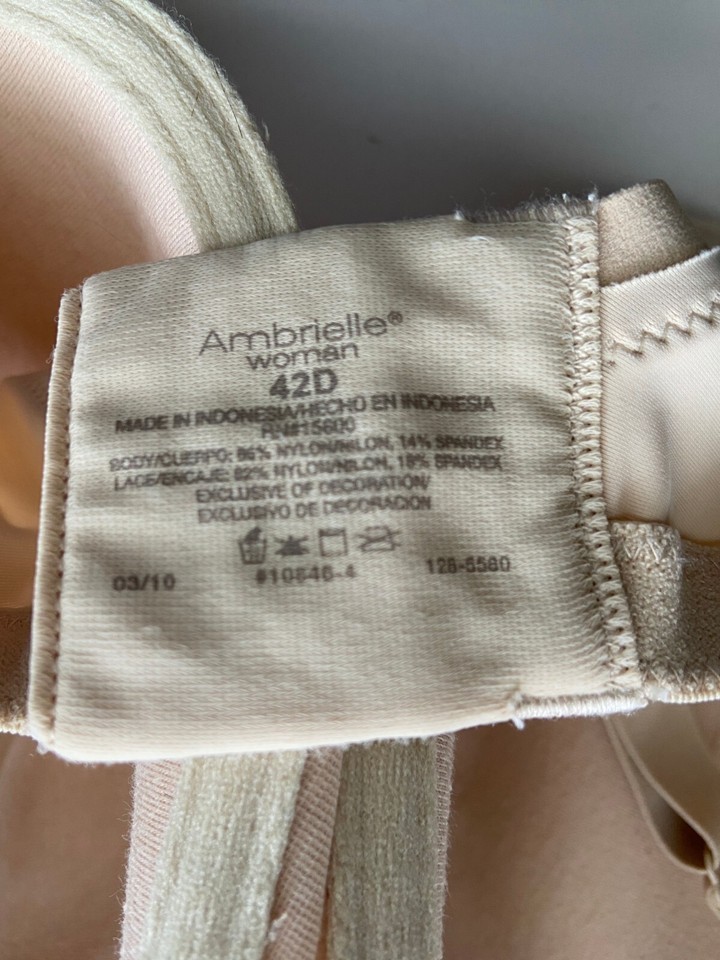 Ambrielle®
woman
42D
MADE IN INDONESIA/HECHO EN INDONESIA
RN#15600
BODY/CUERPO: 86% NYLON/NILON, 14% SPANDEX
LACE/ENCAJE: 82% NYLON/NILON, 18% SPANDEX
EXCLUSIVE OF DECORATION/
EXCLUSIVO DE DECORACION
03/10 #10846-4 128-5580